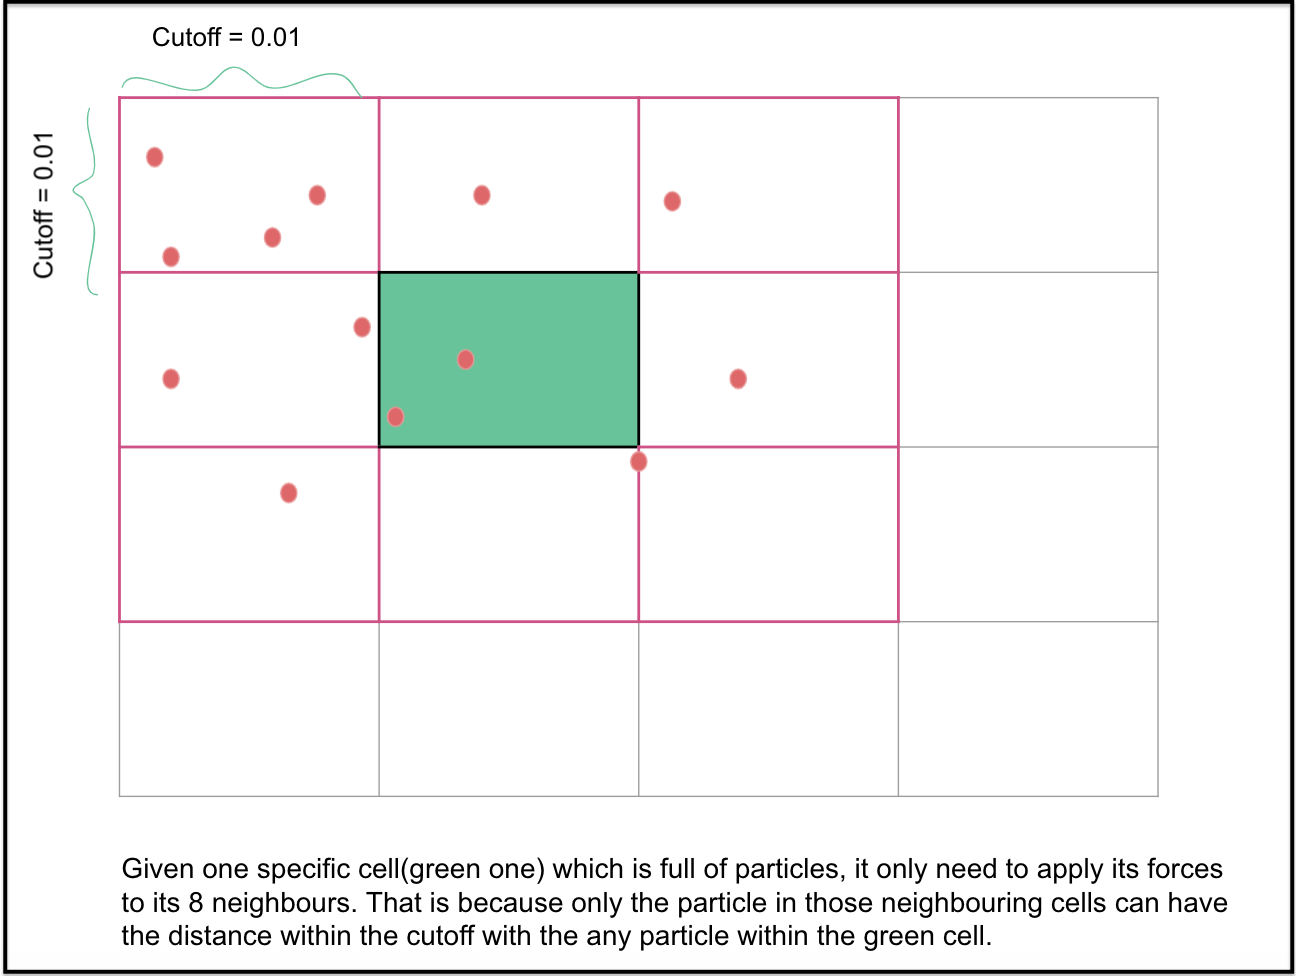 Cutoff = 0.01
Cutoff = 0.01
Given one specific cell(green one) which is full of particles, it only need to apply its forces
to its 8 neighbours. That is because only the particle in those neighbouring cells can have
the distance within the cutoff with the any particle within the green cell.